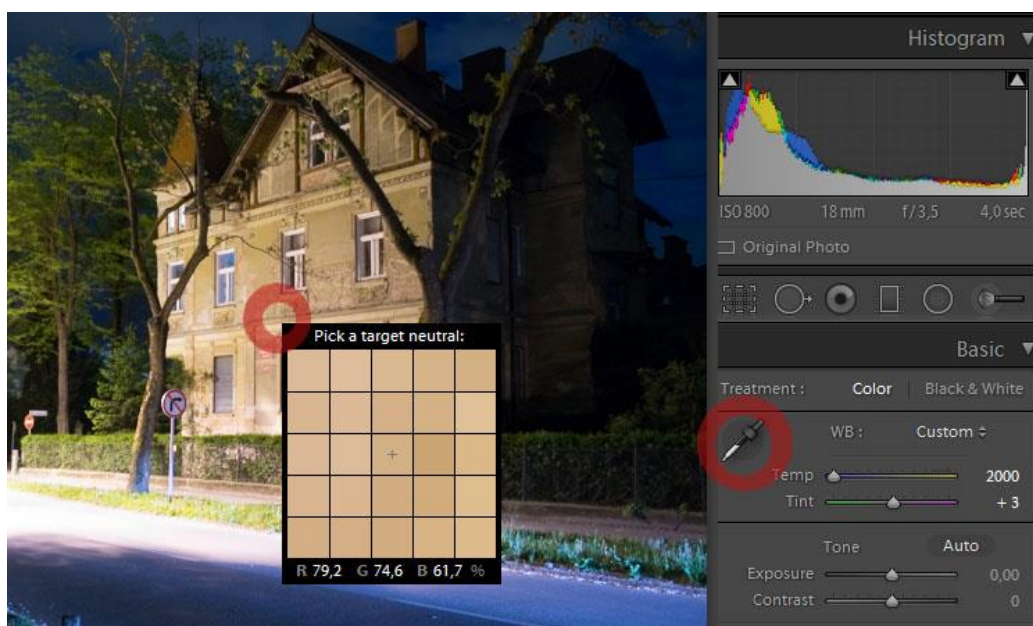 Histogram
ISO 800 18 mm f/3,5 4,0 sec
Original Photo
Basic
Treatment : Color Black & White
WB : Custom
Temp 2000
Tint + 3
Tone Auto
Exposure 0,00
Contrast 0
Pick a target neutral:
R 79,2 G 74,6 B 61,7 %